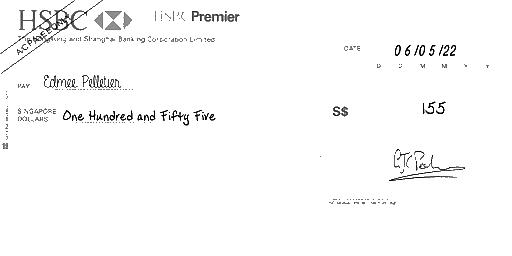 HSBC HSBC Premier
A/C PAYEE ONLY
The Hongkong and Shanghai Banking Corporation Limited
DATE 06/05/22
D D M M Y Y
PAY Edmee Pelletier
SINGAPORE DOLLARS One Hundred and Fifty Five
S$ 155